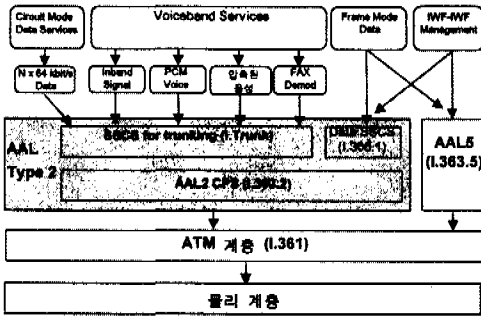 Circuit Mode
Data Services
Voiceband Services
Frame Mode
Data
IWF-IWF
Management
N x 64 kbit/s
Data
Inband
Signal
PCM
Voice
압축된
음성
FAX
Demod
AAL
Type 2
SSCS for trunking (I.Trunk)
Data SSCS
(I.366.1)
AAL2 CPS (I.363.2)
AAL5
(I.363.5)
ATM 계층 (I.361)
물리 계층